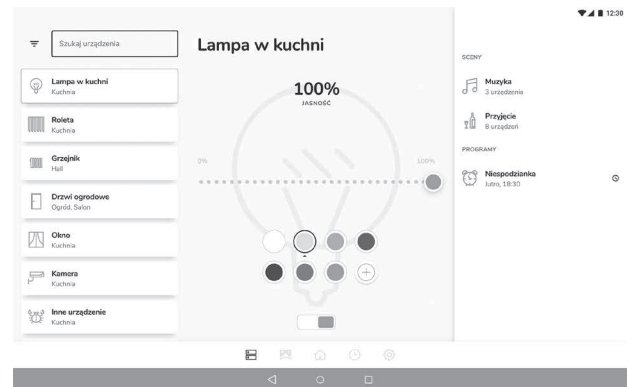 12:30
Szukaj urządzenia
Lampa w kuchni
Kuchnia
Roleta
Kuchnia
Grzejnik
Hall
Drzwi ogrodowe
Ogród, Salon
Okno
Kuchnia
Kamera
Kuchnia
Inne urządzenie
Kuchnia
Lampa w kuchni
100%
JASNOŚĆ
0%
100%
SCENY
Muzyka
3 urządzenia
Przyjęcie
8 urządzeń
PROGRAMY
Niespodzianka
Jutro, 18:30